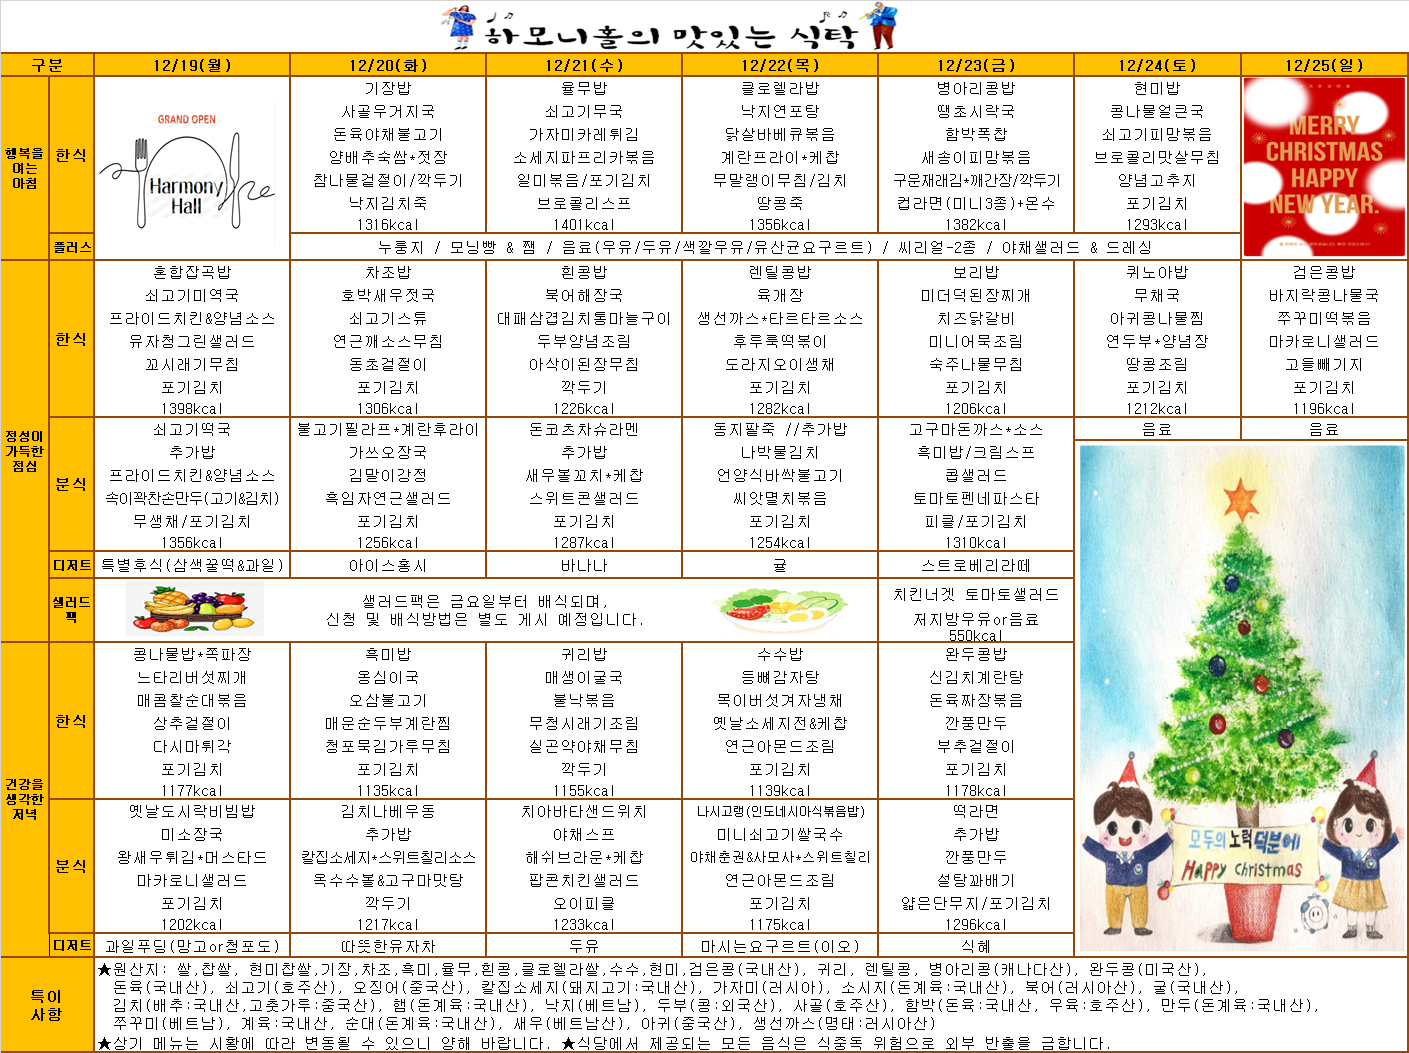 하모니홀의 맛있는 식탁
구분 12/19(월) 12/20(화) 12/21(수) 12/22(목) 12/23(금) 12/24(토) 12/25(일)
행복을
여는
아침
한식
GRAND OPEN
Harmony
Hall
기장밥 율무밥 클로렐라밥 병아리콩밥 현미밥
사골우거지국 쇠고기무국 낙지연포탕 땡초시락국 콩나물얼큰국
돈육야채불고기 가자미카레튀김 닭살바베큐볶음 함박폭찹 쇠고기피망볶음
양배추숙쌈*젓장 소세지파프리카볶음 계란프라이*케찹 새송이피망볶음 브로콜리맛살무침
참나물겉절이/깍두기 일미볶음/포기김치 무말랭이무침/김치 구운재래김*깨간장/깍두기 양념고추지
낙지김치죽 브로콜리스프 땅콩죽 컵라면(미니3종)+온수 포기김치
1316kcal 1401kcal 1356kcal 1382kcal 1293kcal
MERRY
CHRISTMAS
HAPPY
NEW YEAR.
플러스 누룽지 / 모닝빵 & 잼 / 음료(우유/두유/색깔우유/유산균요구르트) / 씨리얼-2종 / 야채샐러드 & 드레싱
정성이
가득한
점심
한식
혼합잡곡밥 차조밥 흰콩밥 렌틸콩밥 보리밥 퀴노아밥 검은콩밥
쇠고기미역국 호박새우젓국 북어해장국 육개장 미더덕된장찌개 무채국 바지락콩나물국
프라이드치킨&양념소스 쇠고기스튜 대패삼겹김치통마늘구이 생선까스*타르타르소스 치즈닭갈비 아귀콩나물찜 쭈꾸미떡볶음
유자청그린샐러드 연근깨소스무침 두부양념조림 후루룩떡볶이 미니어묵조림 연두부*양념장 마카로니샐러드
꼬시래기무침 동초겉절이 아삭이된장무침 도라지오이생채 숙주나물무침 땅콩조림 고들빼기지
포기김치 포기김치 깍두기 포기김치 포기김치 포기김치 포기김치
1398kcal 1306kcal 1226kcal 1282kcal 1206kcal 1212kcal 1196kcal
분식
쇠고기떡국 불고기필라프*계란후라이 돈코츠차슈라멘 동지팥죽 //추가밥 고구마돈까스*소스 음료 음료
추가밥 가쓰오장국 추가밥 나박물김치 흑미밥/크림스프
프라이드치킨&양념소스 김말이강정 새우볼꼬치*케찹 언양식바싹불고기 콥샐러드
속이꽉찬손만두(고기&김치) 흑임자연근샐러드 스위트콘샐러드 씨앗멸치볶음 토마토펜네파스타
무생채/포기김치 포기김치 포기김치 포기김치 피클/포기김치
1356kcal 1256kcal 1287kcal 1254kcal 1310kcal
디저트 특별후식(삼색꿀떡&과일) 아이스홍시 바나나 귤 스트로베리라떼
샐러드
팩
샐러드팩은 금요일부터 배식되며,
신청 및 배식방법은 별도 게시 예정입니다.
치킨너겟 토마토샐러드
저지방우유or음료
550kcal
건강을
생각한
저녁
한식
콩나물밥*쪽파장 흑미밥 귀리밥 수수밥 완두콩밥
느타리버섯찌개 옹심이국 매생이굴국 등뼈감자탕 신김치계란탕
매콤찰순대볶음 오삼불고기 불낙볶음 목이버섯겨자냉채 돈육짜장볶음
상추겉절이 매운순두부계란찜 무청시래기조림 옛날소세지전&케찹 깐풍만두
다시마튀각 청포묵김가루무침 실곤약야채무침 연근아몬드조림 부추겉절이
포기김치 포기김치 깍두기 포기김치 포기김치
1177kcal 1135kcal 1155kcal 1139kcal 1178kcal
분식
옛날도시락비빔밥 김치나베우동 치아바타샌드위치 나시고랭(인도네시아식볶음밥) 떡라면
미소장국 추가밥 야채스프 미니쇠고기쌀국수 추가밥
왕새우튀김*머스타드 칼집소세지*스위트칠리소스 해쉬브라운*케찹 야채춘권&사모사*스위트칠리 깐풍만두
마카로니샐러드 옥수수볼&고구마맛탕 팝콘치킨샐러드 연근아몬드조림 설탕꽈배기
포기김치 깍두기 오이피클 포기김치 얇은단무지/포기김치
1202kcal 1217kcal 1233kcal 1175kcal 1296kcal
디저트 과일푸딩(망고or청포도) 따뜻한유자차 두유 마시는요구르트(이오) 식혜
모두의 노력 덕분에
Happy Christmas
특이
사항
★원산지: 쌀,찹쌀, 현미찹쌀,기장,차조,흑미,율무,흰콩,클로렐라쌀,수수,현미,검은콩(국내산), 귀리, 렌틸콩, 병아리콩(캐나다산), 완두콩(미국산),
돈육(국내산), 쇠고기(호주산), 오징어(중국산), 칼집소세지(돼지고기:국내산), 가자미(러시아), 소시지(돈계육:국내산), 북어(러시아산), 굴(국내산),
김치(배추:국내산,고춧가루:중국산), 햄(돈계육:국내산), 낙지(베트남), 두부(콩:외국산), 사골(호주산), 함박(돈육:국내산, 우육:호주산), 만두(돈계육:국내산),
쭈꾸미(베트남), 계육:국내산, 순대(돈계육:국내산), 새우(베트남산), 아귀(중국산), 생선까스(명태:러시아산)
★상기 메뉴는 시황에 따라 변동될 수 있으니 양해 바랍니다. ★식당에서 제공되는 모든 음식은 식중독 위험으로 외부 반출을 금합니다.